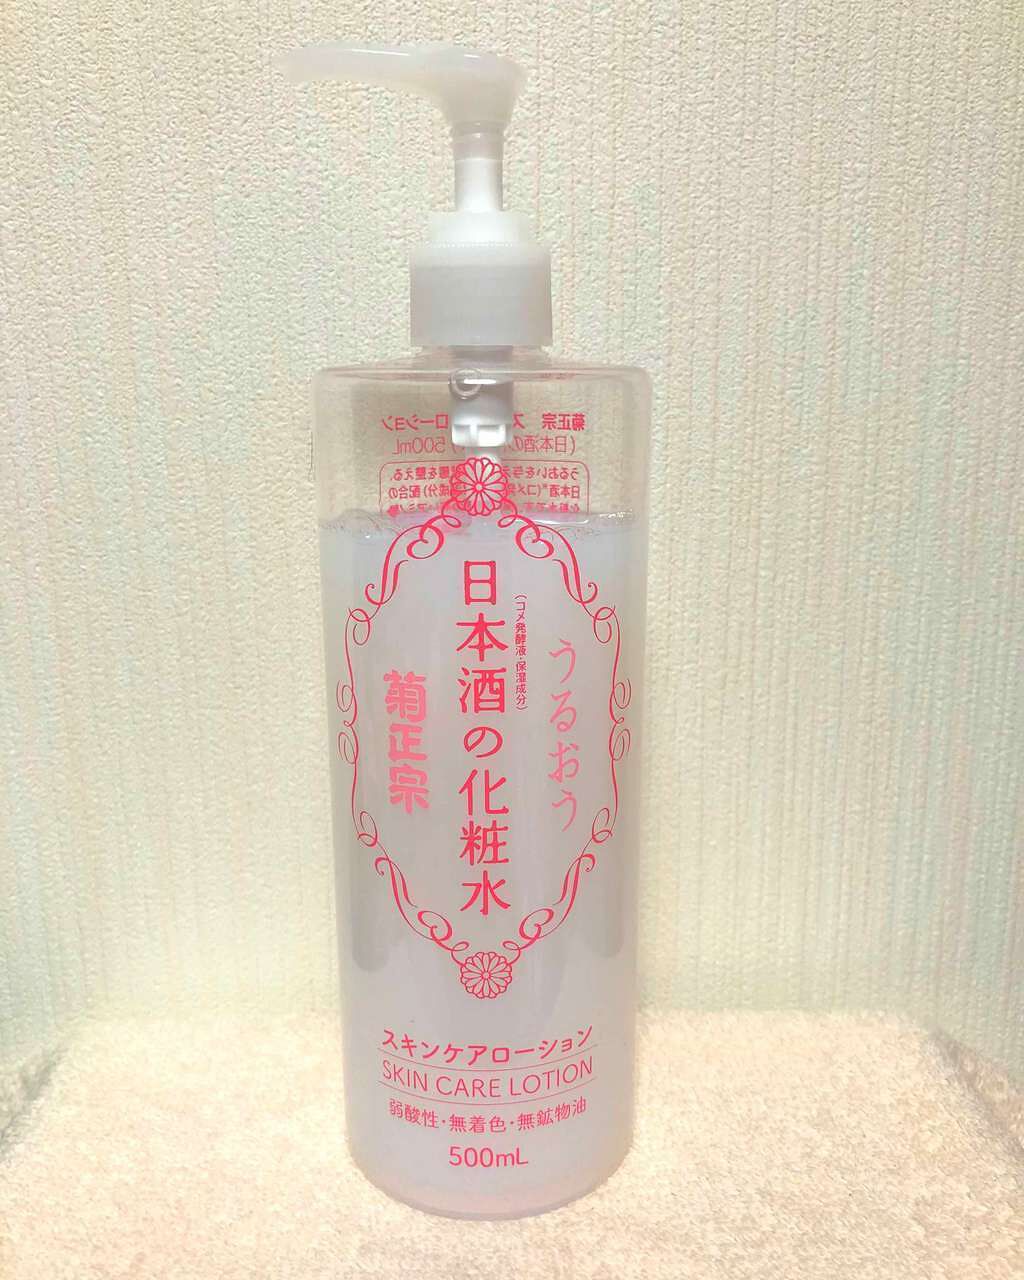 うるおう
日本酒の化粧水
(コメ発酵液・保湿成分)
菊正宗
スキンケアローション
SKIN CARE LOTION
弱酸性・無着色・無鉱物油
500mL